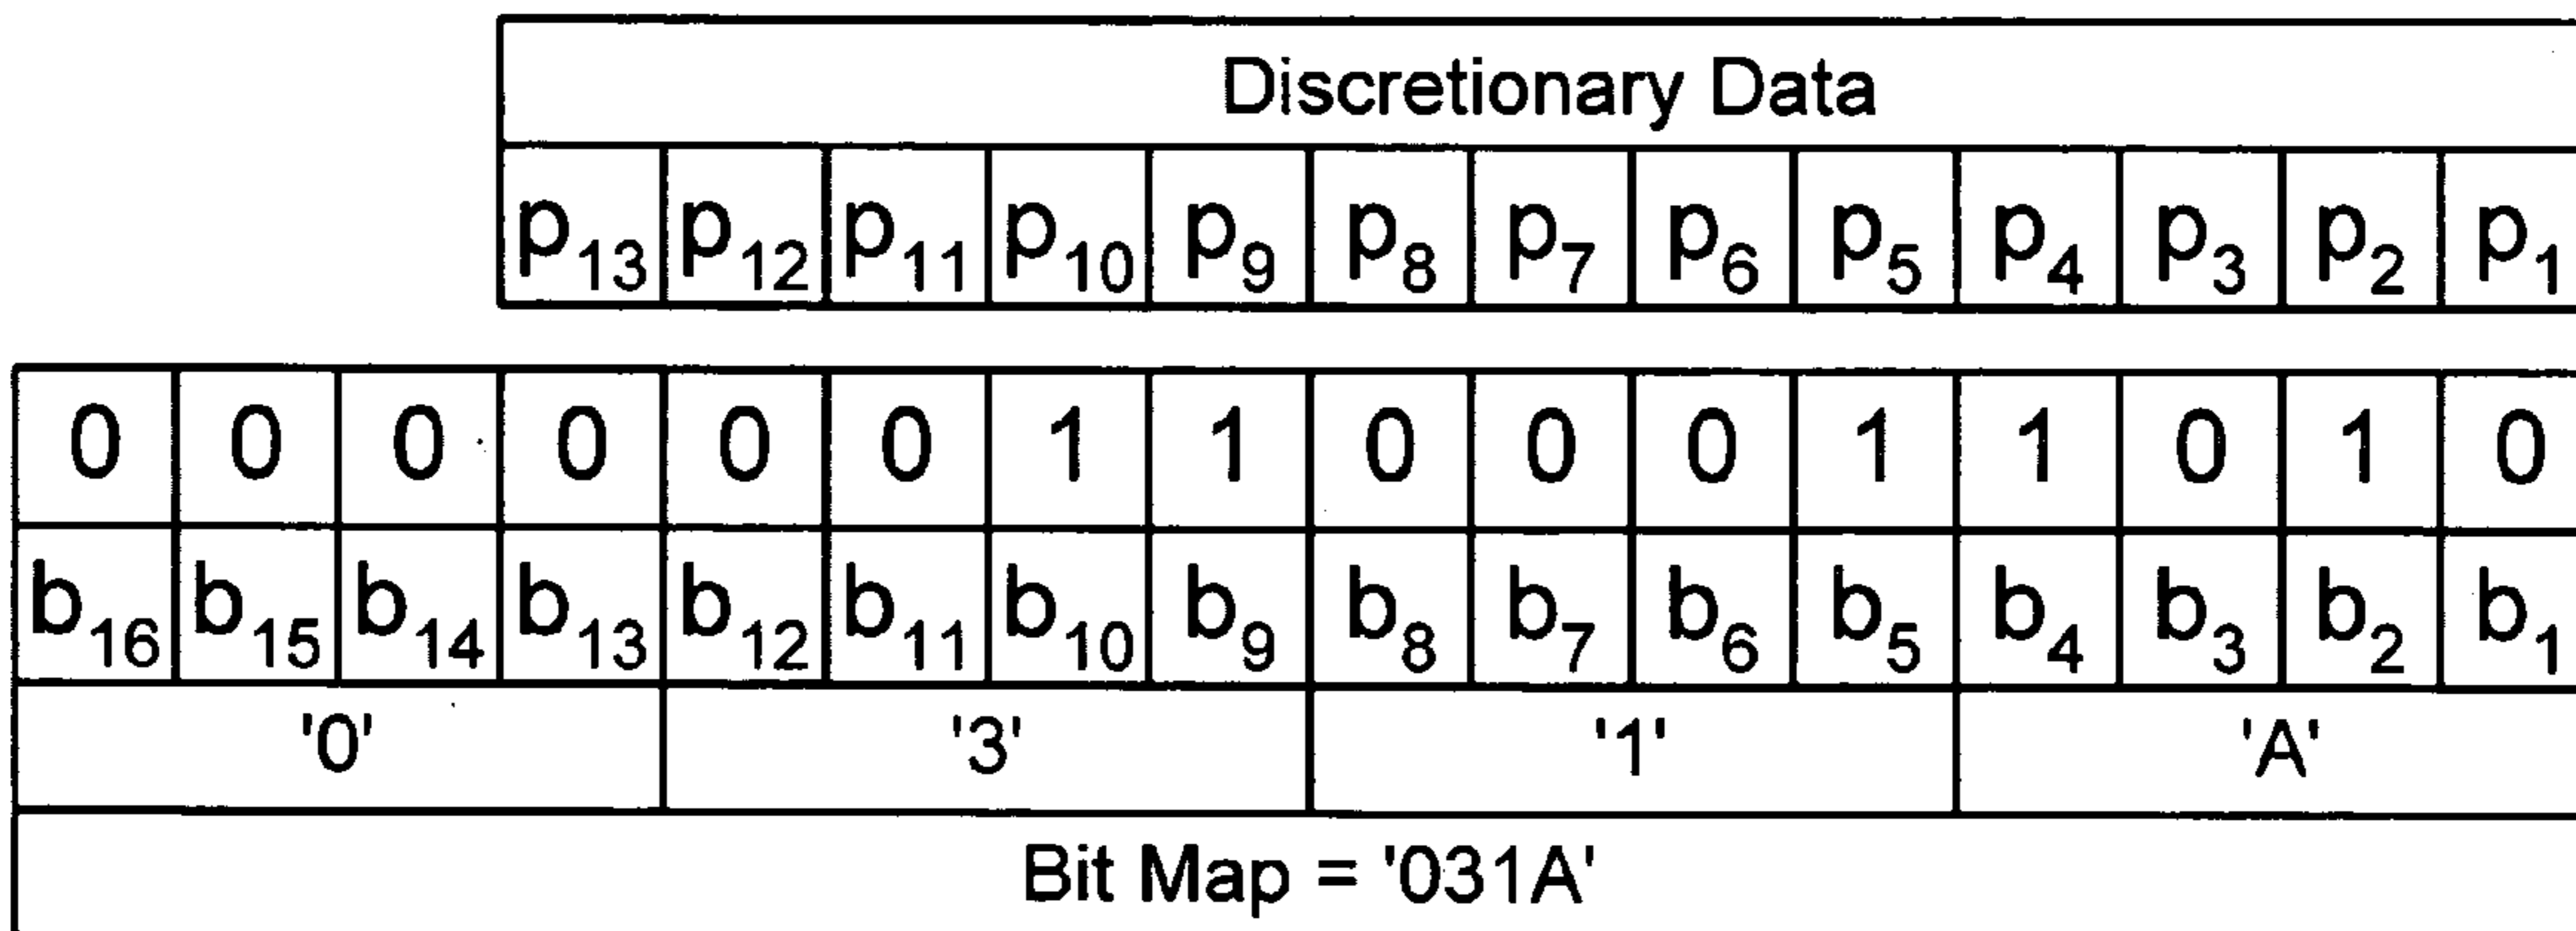 Discretionary Data
p₁₃ p₁₂ p₁₁ p₁₀ p₉ p₈ p₇ p₆ p₅ p₄ p₃ p₂ p₁
0 0 0 0 0 0 1 1 0 0 0 1 1 0 1 0
b₁₆ b₁₅ b₁₄ b₁₃ b₁₂ b₁₁ b₁₀ b₉ b₈ b₇ b₆ b₅ b₄ b₃ b₂ b₁
'0' '3' '1' 'A'
Bit Map = '031A'